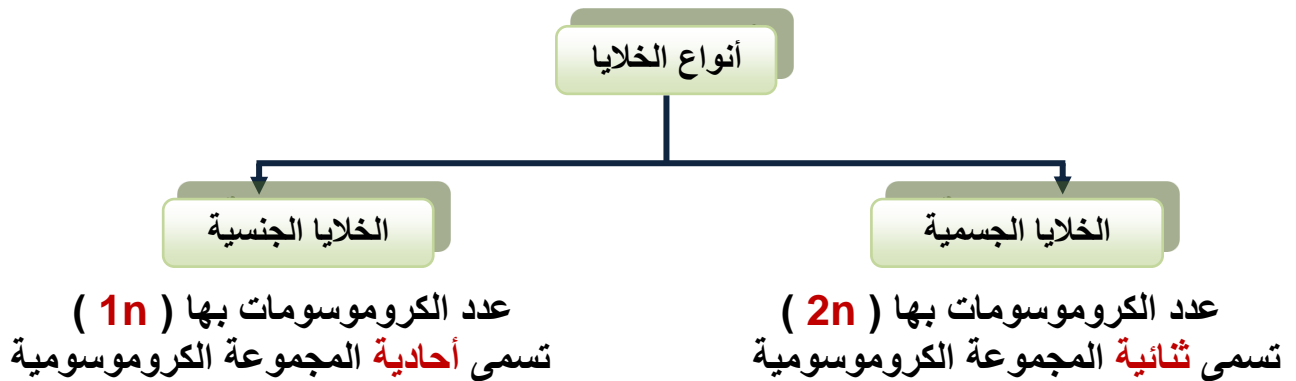 أنواع الخلايا
الخلايا الجسمية
عدد الكروموسومات بها ( 2n )
تسمى ثنائية المجموعة الكروموسومية
الخلايا الجنسية
عدد الكروموسومات بها ( 1n )
تسمى أحادية المجموعة الكروموسومية